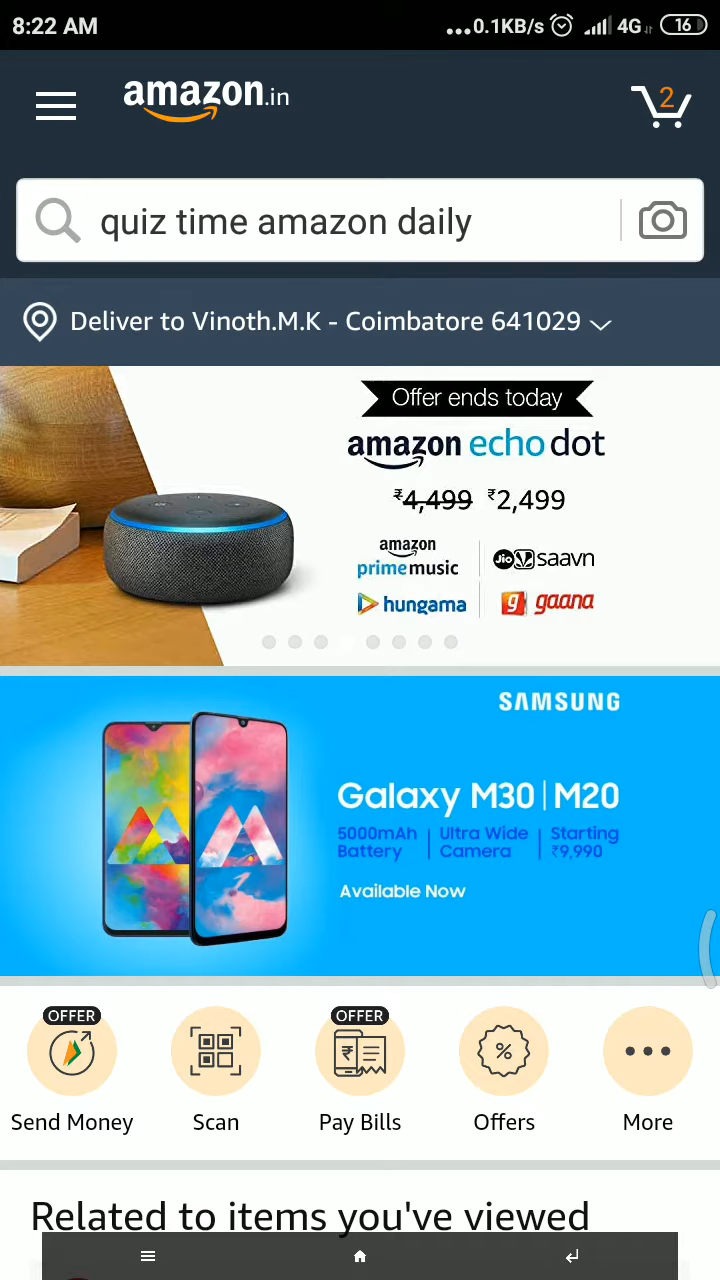 8:22 AM
...0.1KB/s 4G 16
amazon.in
2
quiz time amazon daily
Deliver to Vinoth.M.K - Coimbatore 641029
Offer ends today
amazon echo dot
₹4,499 ₹2,499
amazon prime music
Jio saavn
hungama
g gaana
SAMSUNG
Galaxy M30 | M20
5000mAh Battery | Ultra Wide Camera | Starting ₹9,990
Available Now
OFFER
OFFER
Send Money
Scan
Pay Bills
Offers
More
Related to items you've viewed